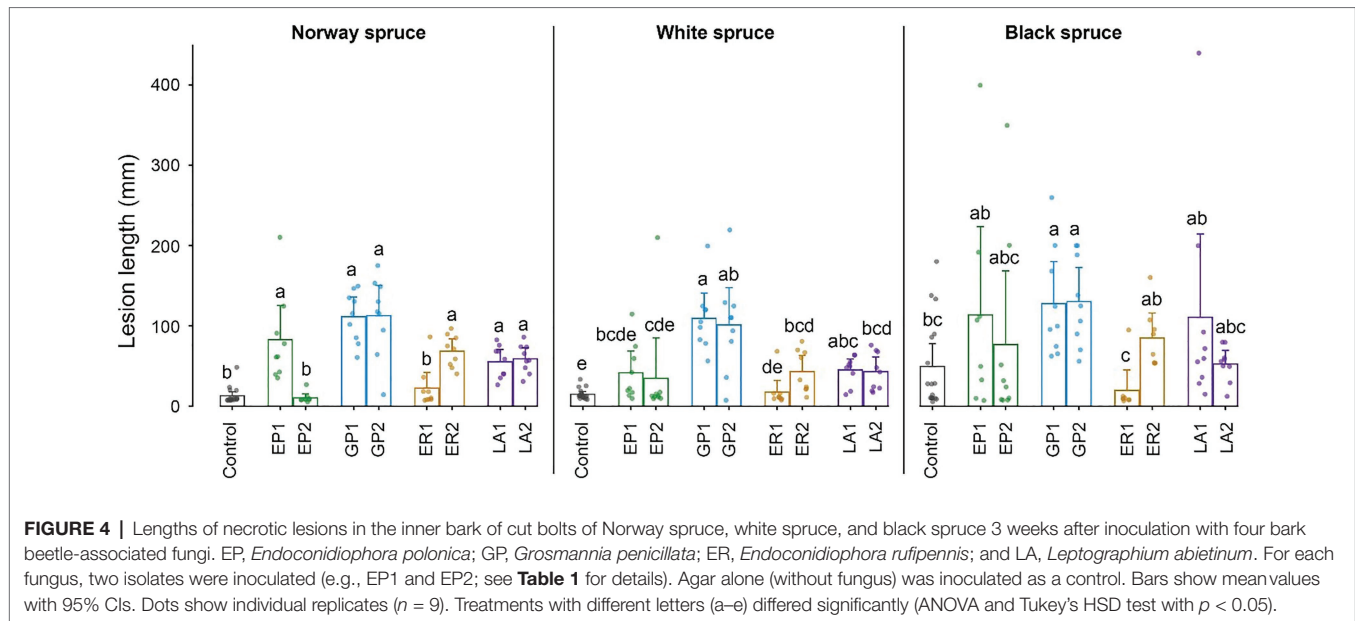 Norway spruce White spruce Black spruce
Lesion length (mm)
400
300
200
100
0
b a b a a b a a a
e bcde cde a ab de bcd abc bcd
bc ab abc a a c ab ab abc
Control EP1 EP2 GP1 GP2 ER1 ER2 LA1 LA2
Control EP1 EP2 GP1 GP2 ER1 ER2 LA1 LA2
Control EP1 EP2 GP1 GP2 ER1 ER2 LA1 LA2
FIGURE 4 | Lengths of necrotic lesions in the inner bark of cut bolts of Norway spruce, white spruce, and black spruce 3 weeks after inoculation with four bark
beetle-associated fungi. EP, Endoconidiophora polonica; GP, Grosmannia penicillata; ER, Endoconidiophora rufipennis; and LA, Leptographium abietinum. For each
fungus, two isolates were inoculated (e.g., EP1 and EP2; see Table 1 for details). Agar alone (without fungus) was inoculated as a control. Bars show mean values
with 95% CIs. Dots show individual replicates (n = 9). Treatments with different letters (a–e) differed significantly (ANOVA and Tukey's HSD test with p < 0.05).